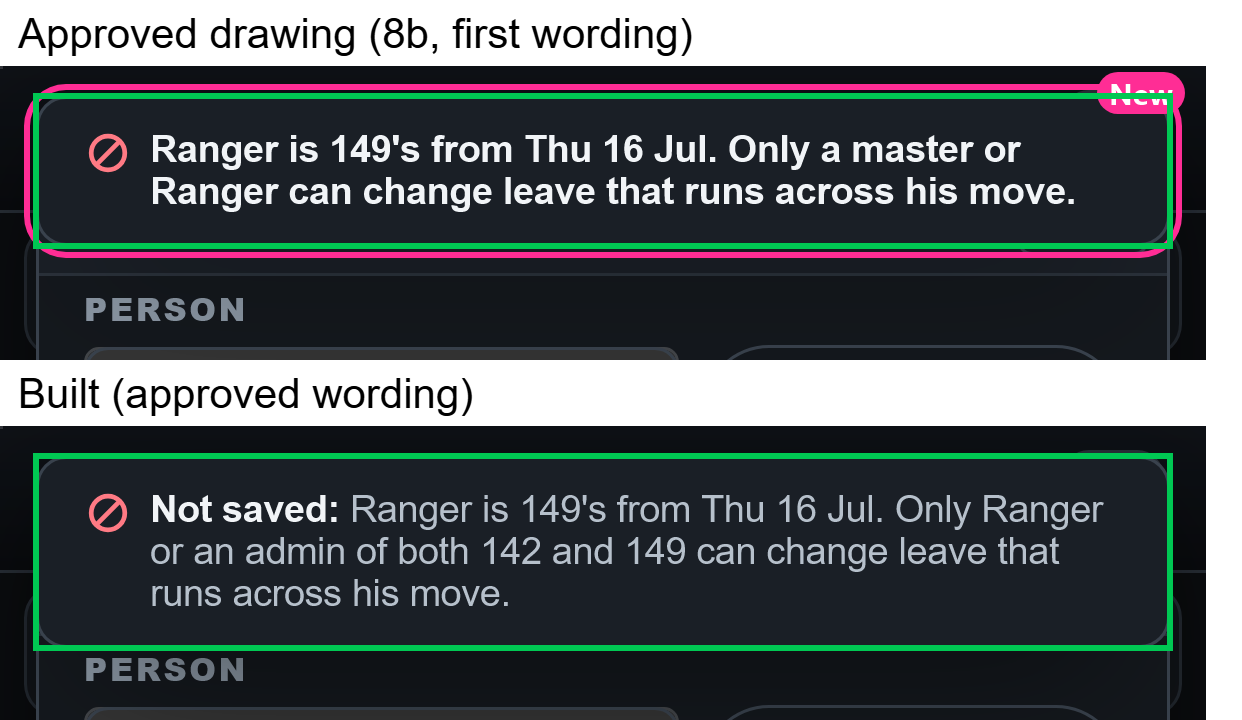 Approved drawing (8b, first wording)
New
Ranger is 149's from Thu 16 Jul. Only a master or
Ranger can change leave that runs across his move.
PERSON
Built (approved wording)
Not saved: Ranger is 149's from Thu 16 Jul. Only Ranger
or an admin of both 142 and 149 can change leave that
runs across his move.
PERSON